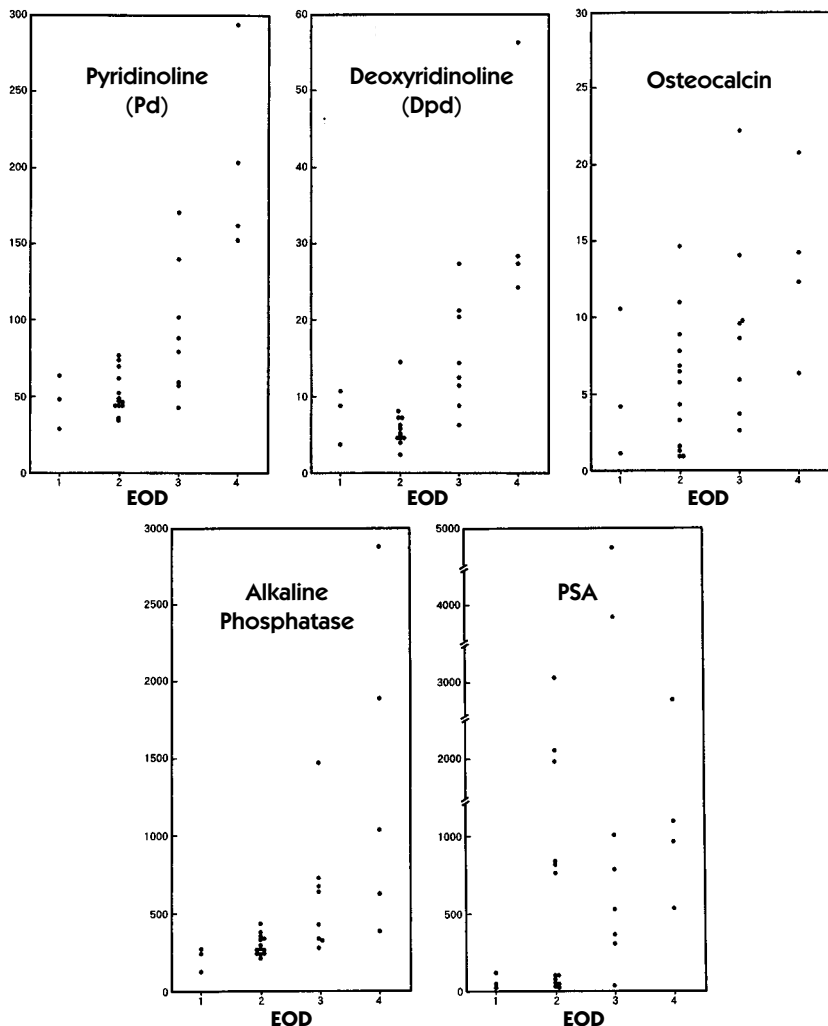 Pyridinoline
(Pd)
300
250
200
150
100
50
0
1 2 3 4
EOD
Deoxyridinoline
(Dpd)
60
50
40
30
20
10
0
1 2 3 4
EOD
Osteocalcin
30
25
20
15
10
5
0
1 2 3 4
EOD
Alkaline
Phosphatase
3000
2500
2000
1500
1000
500
0
1 2 3 4
EOD
PSA
5000
4000
3000
2000
1000
500
0
1 2 3 4
EOD